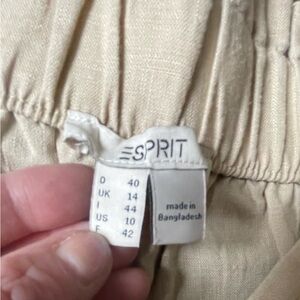 ESPRIT
D 40
UK 14
I 44
US 10
F 42
made in
Bangladesh